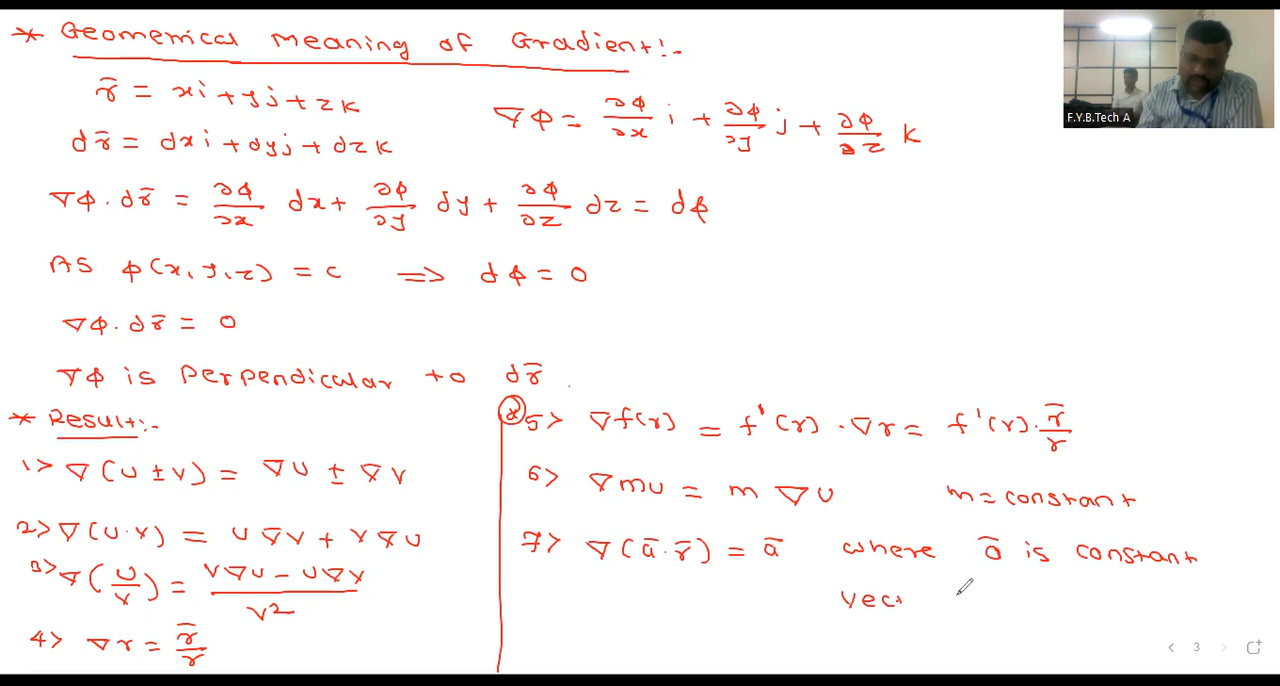 * Geometrical Meaning of Gradient:-
r̄ = xi + yj + zk
∇φ = ∂φ/∂x i + ∂φ/∂y j + ∂φ/∂z k
dr̄ = dxi + dyj + dzk
∇φ · dr̄ = ∂φ/∂x dx + ∂φ/∂y dy + ∂φ/∂z dz = dφ
As φ(x, y, z) = c ⟹ dφ = 0
∇φ · dr̄ = 0
∇φ is perpendicular to dr̄.
* Result:-
1> ∇(u ± v) = ∇u ± ∇v
2> ∇(u·v) = u∇v + v∇u
3> ∇(u/v) = (v∇u - u∇v)/v²
4> ∇r = r̄/r
* 5> ∇f(r) = f'(r) · ∇r = f'(r) · r̄/r
6> ∇mu = m∇u m = constant
7> ∇(ā · r̄) = ā where ā is constant
vect
F.Y.B.Tech A
< 3 >